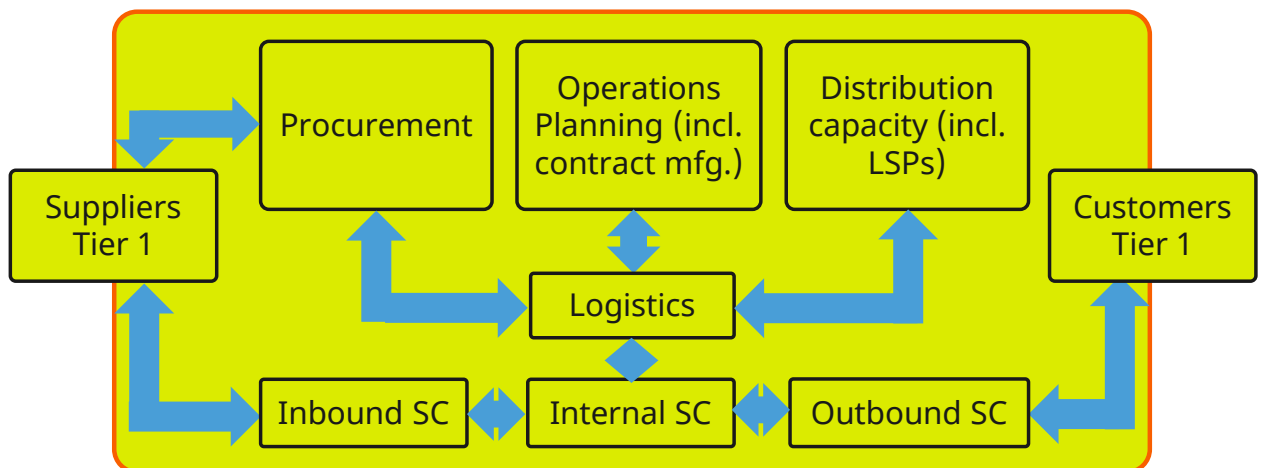 Procurement
Operations
Planning (incl.
contract mfg.)
Distribution
capacity (incl.
LSPs)
Suppliers
Tier 1
Customers
Tier 1
Logistics
Inbound SC
Internal SC
Outbound SC